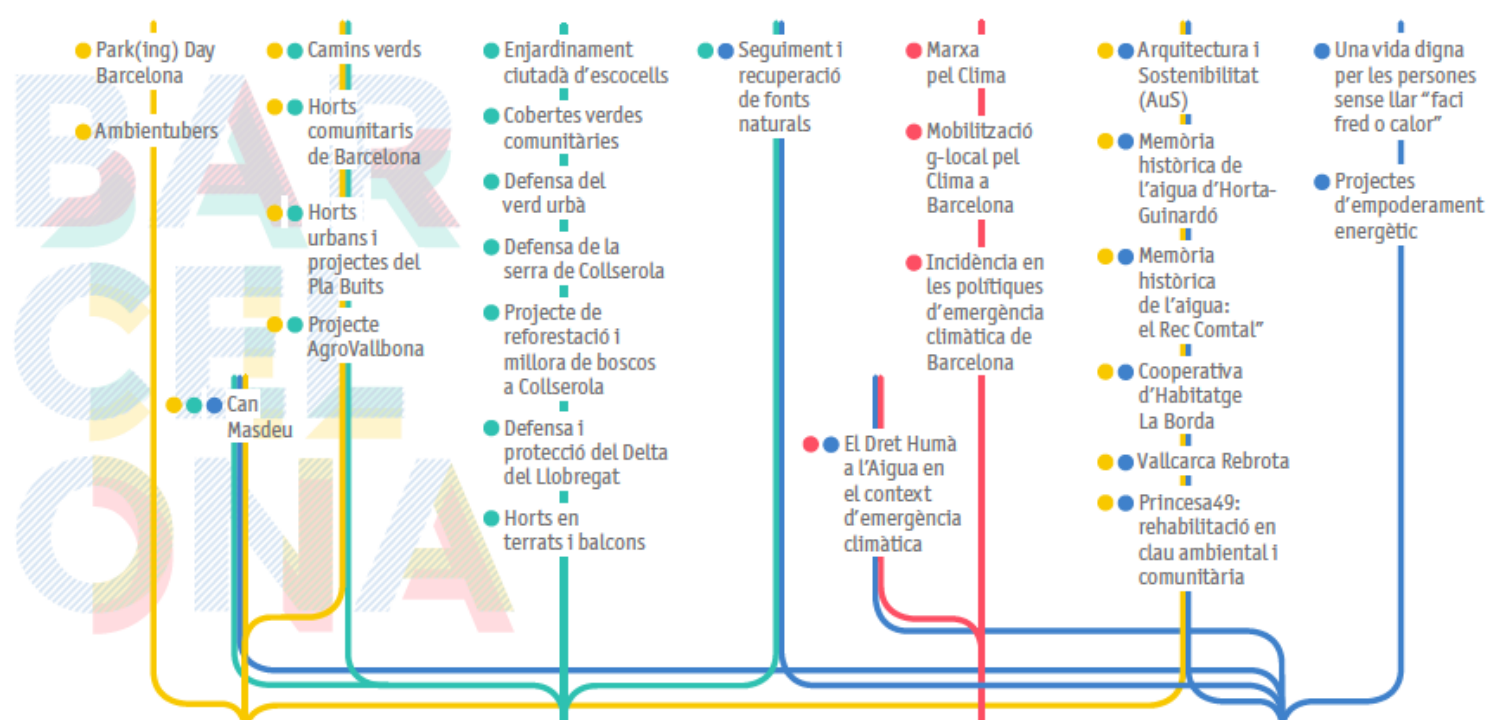 Park(ing) Day
Barcelona
Ambientubers
Camins verds
Horts
comunitaris
de Barcelona
Horts
urbans i
projectes del
Pla Buits
Projecte
AgroVallbona
Can
Masdeu
Enjardinament
ciutadà d'escocells
Cobertes verdes
comunitàries
Defensa del
verd urbà
Defensa de la
serra de Collserola
Projecte de
reforestació i
millora de boscos
a Collserola
Defensa i
protecció del Delta
del Llobregat
Horts en
terrats i balcons
Seguiment i
recuperació
de fonts
naturals
Marxa
pel Clima
Mobilització
g-local pel
Clima a
Barcelona
Incidència en
les polítiques
d'emergència
climàtica de
Barcelona
El Dret Humà
a l'Aigua en
el context
d'emergència
climàtica
Arquitectura i
Sostenibilitat
(AuS)
Memòria
històrica de
l'aigua d'Horta-
Guinardó
Memòria
històrica
de l'aigua:
el Rec Comtal"
Cooperativa
d'Habitatge
La Borda
Vallcarca Rebrota
Princesa49:
rehabilitació en
clau ambiental i
comunitària
Una vida digna
per les persones
sense llar "faci
fred o calor"
Projectes
d'empoderament
energètic
BAR
CEL
ONA